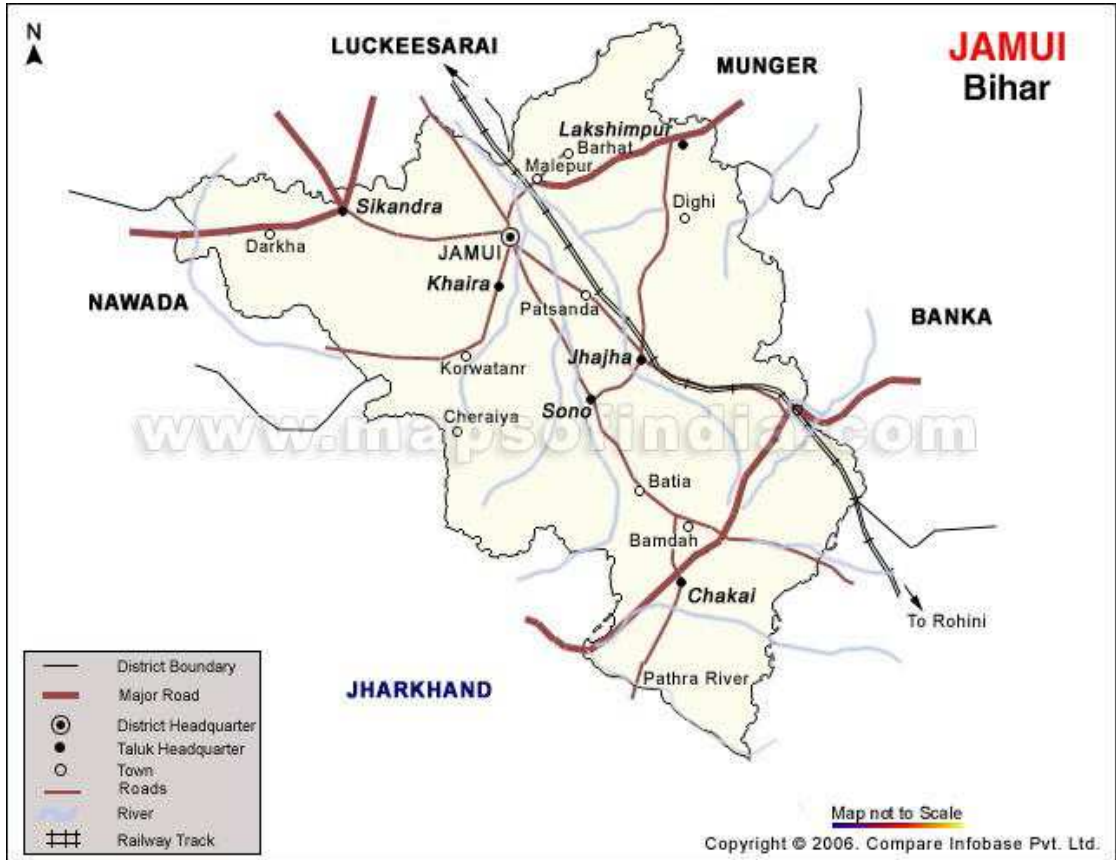 N
LUCKEESARAI
MUNGER
JAMUI
Bihar
Lakshimpur
Barhat
Malepur
Dighi
Sikandra
Darkha
JAMUI
Khaira
NAWADA
Patsanda
BANKA
Jhajha
Korwatanr
Sono
Cheraiya
www.mapsofindia.com
Batia
Bamdah
Chakai
To Rohini
Pathra River
JHARKHAND
District Boundary
Major Road
District Headquarter
Taluk Headquarter
Town
Roads
River
Railway Track
Map not to Scale
Copyright © 2006. Compare Infobase Pvt. Ltd.